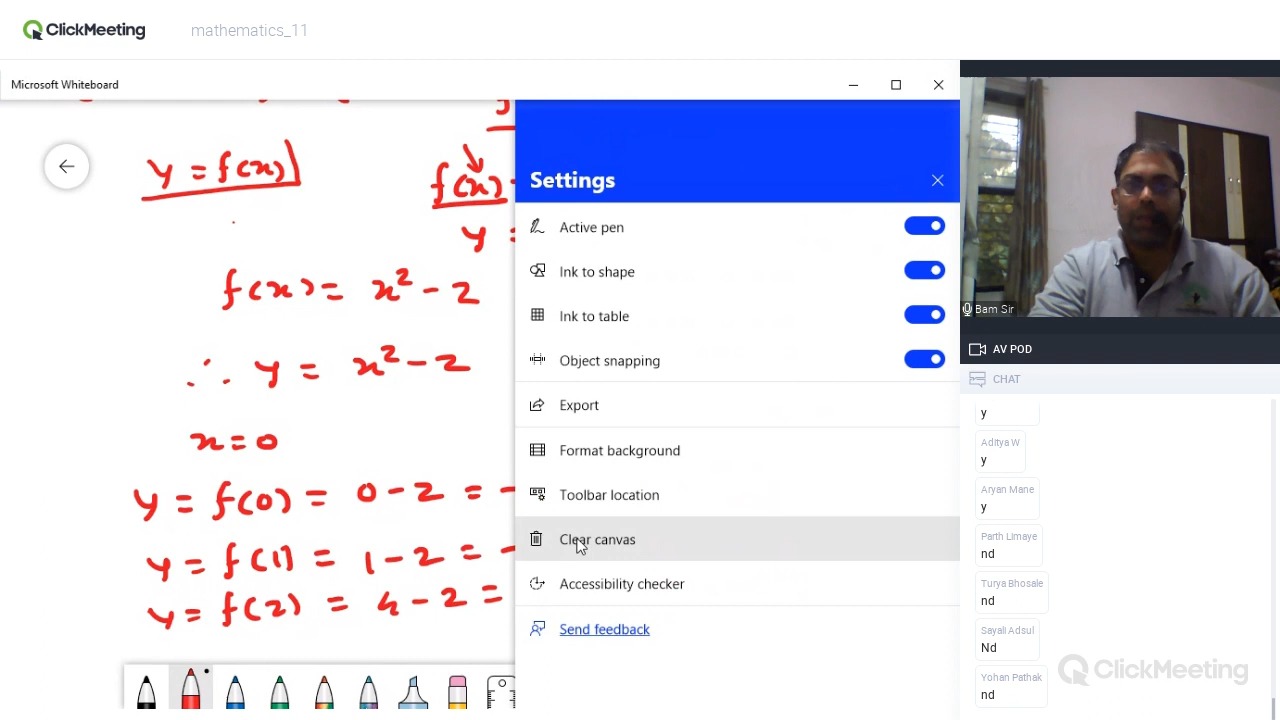 ClickMeeting
mathematics_11
Microsoft Whiteboard
y = f(x)
f(x)
y =
f(x) = x² - 2
∴ y = x² - 2
x = 0
y = f(0) = 0 - 2 = -
y = f(1) = 1 - 2 = -
y = f(2) = 4 - 2 =
Settings
Active pen
Ink to shape
Ink to table
Object snapping
Export
Format background
Toolbar location
Clear canvas
Accessibility checker
Send feedback
Bam Sir
AV POD
CHAT
y
Aditya W
y
Aryan Mane
y
Parth LImaye
nd
Turya Bhosale
nd
Sayali Adsul
Nd
Yohan Pathak
nd
ClickMeeting